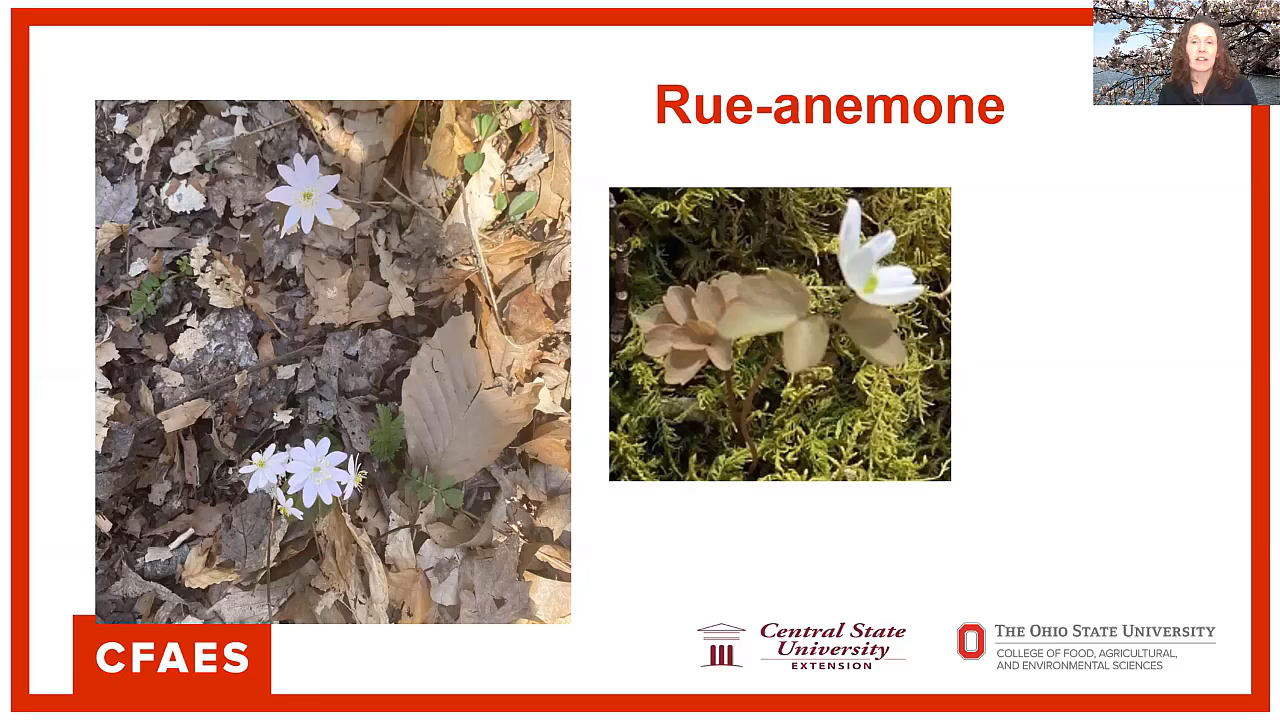 Rue-anemone
CFAES
Central State
University
EXTENSION
THE OHIO STATE UNIVERSITY
COLLEGE OF FOOD, AGRICULTURAL,
AND ENVIRONMENTAL SCIENCES